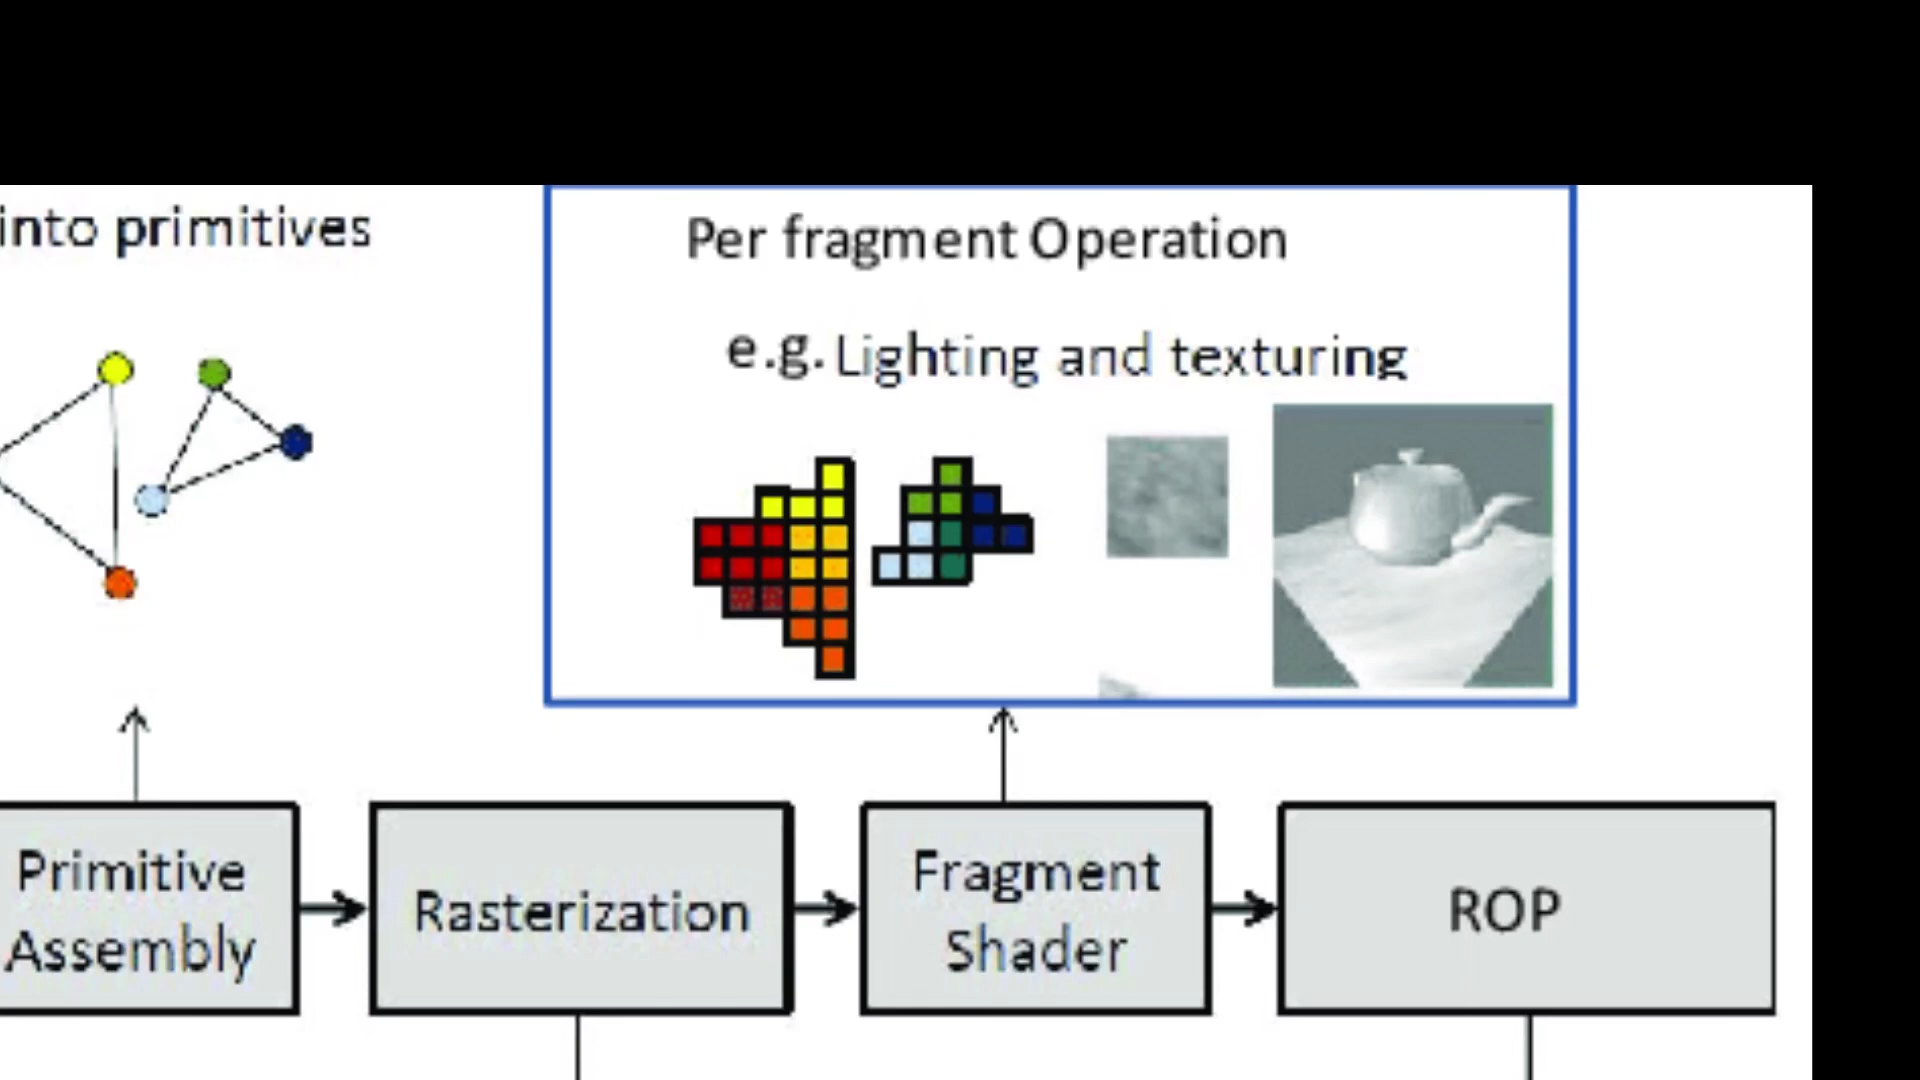 into primitives
Per fragment Operation
e.g. Lighting and texturing
Primitive
Assembly
Rasterization
Fragment
Shader
ROP